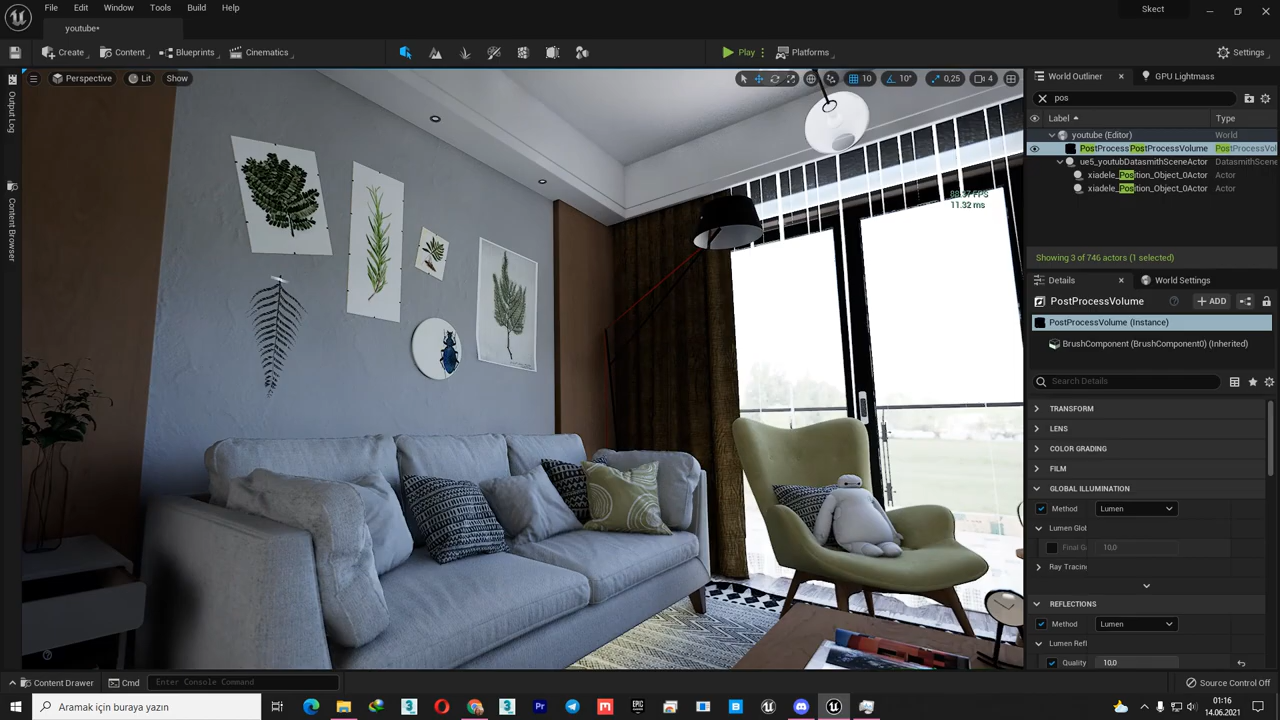 File Edit Window Tools Build Help
Skect
youtube*
Create Content Blueprints Cinematics Play Platforms Settings
Perspective Lit Show 10 10° 0,25 4
Output Log
Content Browser
11.32 ms
World Outliner GPU Lightmass
pos
Label Type
youtube (Editor) World
PostProcessPostProcessVolume PostProcessVol
ue5_youtubDatasmithSceneActor DatasmithScene
xiadele_Position_Object_0Actor Actor
xiadele_Position_Object_0Actor Actor
Showing 3 of 746 actors (1 selected)
Details World Settings
PostProcessVolume ADD
PostProcessVolume (Instance)
BrushComponent (BrushComponent0) (Inherited)
Search Details
TRANSFORM
LENS
COLOR GRADING
FILM
GLOBAL ILLUMINATION
Method Lumen
Lumen Glol
Final G 10,0
Ray Tracin
REFLECTIONS
Method Lumen
Lumen Refl
Quality 10,0
Content Drawer Cmd Enter Console Command Source Control Off
Aramak için buraya yazın
01:16
14.06.2021